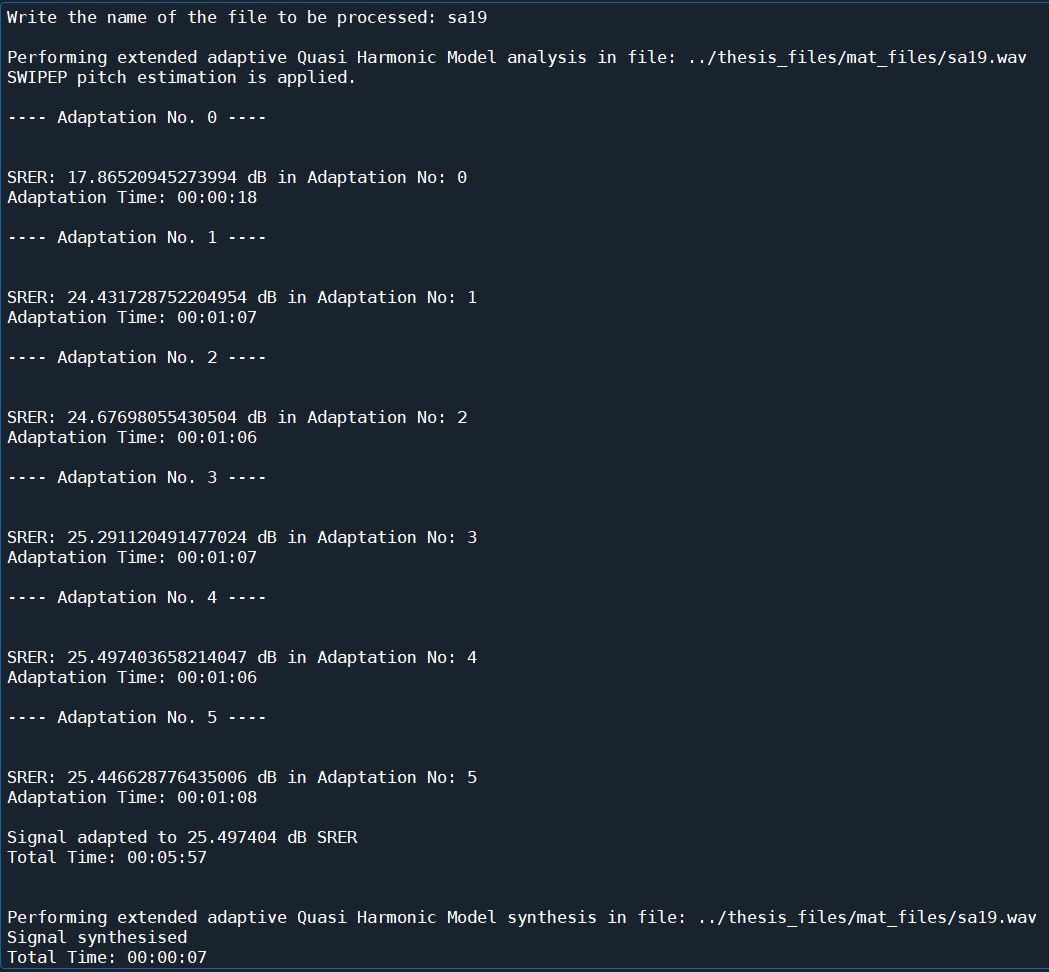 Write the name of the file to be processed: sa19
Performing extended adaptive Quasi Harmonic Model analysis in file: ../thesis_files/mat_files/sa19.wav
SWIPEP pitch estimation is applied.
---- Adaptation No. 0 ----
SRER: 17.86520945273994 dB in Adaptation No: 0
Adaptation Time: 00:00:18
---- Adaptation No. 1 ----
SRER: 24.431728752204954 dB in Adaptation No: 1
Adaptation Time: 00:01:07
---- Adaptation No. 2 ----
SRER: 24.67698055430504 dB in Adaptation No: 2
Adaptation Time: 00:01:06
---- Adaptation No. 3 ----
SRER: 25.291120491477024 dB in Adaptation No: 3
Adaptation Time: 00:01:07
---- Adaptation No. 4 ----
SRER: 25.497403658214047 dB in Adaptation No: 4
Adaptation Time: 00:01:06
---- Adaptation No. 5 ----
SRER: 25.446628776435006 dB in Adaptation No: 5
Adaptation Time: 00:01:08
Signal adapted to 25.497404 dB SRER
Total Time: 00:05:57
Performing extended adaptive Quasi Harmonic Model synthesis in file: ../thesis_files/mat_files/sa19.wav
Signal synthesised
Total Time: 00:00:07